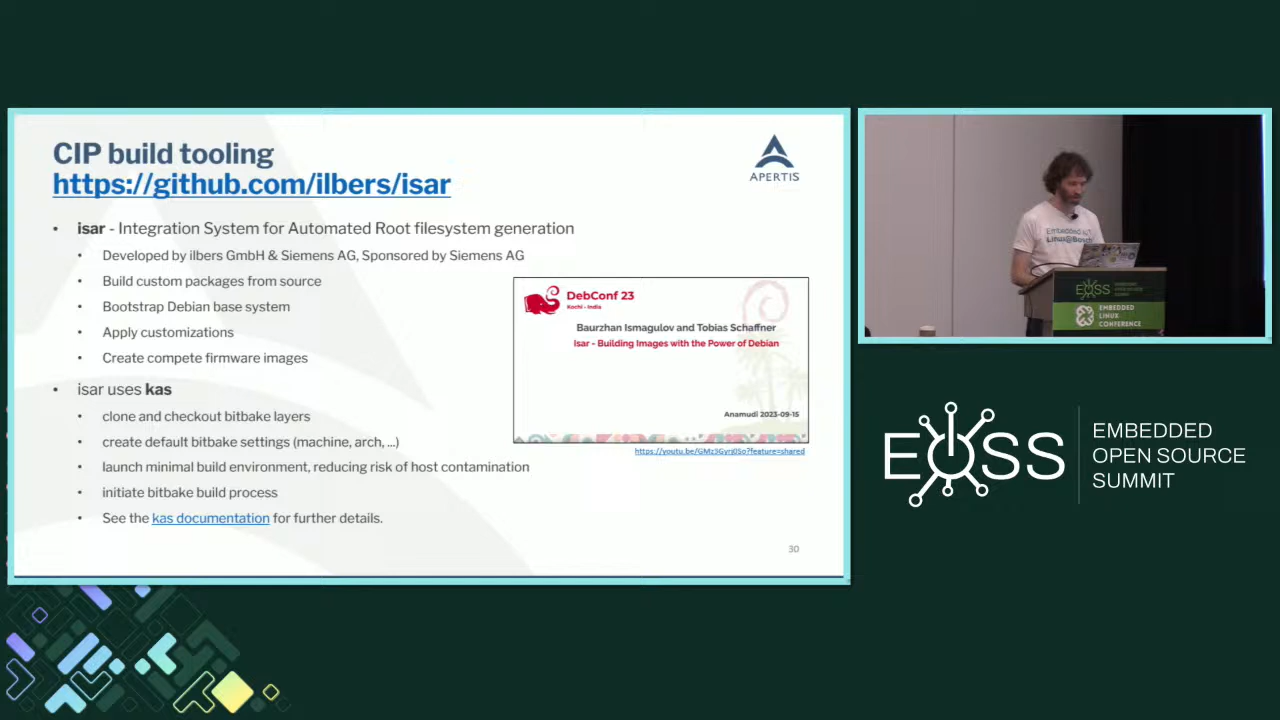 CIP build tooling
https://github.com/ilbers/isar
APERTIS
• isar - Integration System for Automated Root filesystem generation
• Developed by ilbers GmbH & Siemens AG, Sponsored by Siemens AG
• Build custom packages from source
• Bootstrap Debian base system
• Apply customizations
• Create compete firmware images
• isar uses kas
• clone and checkout bitbake layers
• create default bitbake settings (machine, arch, ...)
• launch minimal build environment, reducing risk of host contamination
• initiate bitbake build process
• See the kas documentation for further details.
DebConf 23
Kochi - India
Baurzhan Ismagulov and Tobias Schaffner
Isar - Building Images with the Power of Debian
Anamudi 2023-09-15
30
Linux@Bosch
EOSS
EMBEDDED
LINUX
CONFERENCE
EOSS
EMBEDDED
OPEN SOURCE
SUMMIT